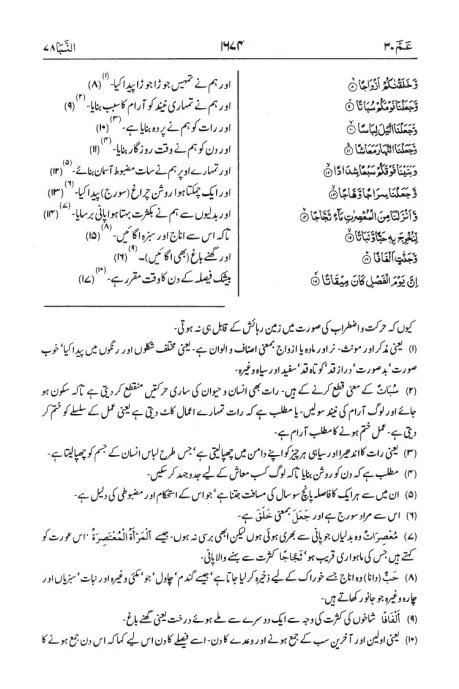 عَـمَّ ۳۰
۱۶۷۴
النبا ۷۸
وَّخَلَقْنٰكُمْ اَزْوَاجًا ۙ
اور ہم نے تمہیں جوڑا جوڑا پیدا کیا۔ (۱) (۸)
وَّجَعَلْنَا نَوْمَكُمْ سُبَاتًا ۙ
اور ہم نے تمہاری نیند کو آرام کا سبب بنایا۔ (۲) (۹)
وَّجَعَلْنَا الَّيْلَ لِبَاسًا ۙ
اور رات کو ہم نے پردہ بنایا ہے۔ (۳) (۱۰)
وَّجَعَلْنَا النَّهَارَ مَعَاشًا ۙ
اور دن کو ہم نے وقت روزگار بنایا۔ (۴) (۱۱)
وَّبَنَيْنَا فَوْقَكُمْ سَبْعًا شِدَادًا ۙ
اور تمہارے اوپر ہم نے سات مضبوط آسمان بنائے۔ (۵) (۱۲)
وَّجَعَلْنَا سِرَاجًا وَّهَّاجًا ۙ
اور ایک چمکتا ہوا روشن چراغ (سورج) پیدا کیا۔ (۶) (۱۳)
وَّاَنْزَلْنَا مِنَ الْمُعْصِرٰتِ مَآءً ثَجَّاجًا ۙ
اور بدلیوں سے ہم نے بکثرت بہتا ہوا پانی برسایا۔ (۷) (۱۴)
لِّنُخْرِجَ بِهٖ حَبًّا وَّنَبَاتًا ۙ
تاکہ اس سے اناج اور سبزہ اگائیں۔ (۸) (۱۵)
وَّجَنّٰتٍ اَلْفَافًا ۙ
اور گھنے باغ (بھی اگائیں)۔ (۹) (۱۶)
اِنَّ يَوْمَ الْفَصْلِ كَانَ مِيْقَاتًا ۙ
بیشک فیصلہ کے دن کا وقت مقرر ہے۔ (۱۰) (۱۷)
کیوں کہ حرکت و اضطراب کی صورت میں زمین رہائش کے قابل ہی نہ ہوتی۔
(۱) یعنی مذکر اور مونث۔ نر اور مادہ یا ازواج بمعنی اصناف و الوان ہے۔ یعنی مختلف شکلوں اور رنگوں میں پیدا کیا' خوب
صورت' بدصورت' دراز قد' کوتاہ قد' سفید اور سیاہ وغیرہ۔
(۲) سُبَاتٌ کے معنی قطع کرنے کے ہیں۔ رات بھی انسان و حیوان کی ساری حرکتیں منقطع کر دیتی ہے تاکہ سکون ہو
جائے اور لوگ آرام کی نیند سولیں۔ یا مطلب ہے کہ رات تمہارے اعمال کاٹ دیتی ہے یعنی عمل کے سلسلے کو ختم کر
دیتی ہے۔ عمل ختم ہونے کا مطلب آرام ہے۔
(۳) یعنی رات کا اندھیرا اور سیاہی ہر چیز کو اپنے دامن میں چھپا لیتی ہے' جس طرح لباس انسان کے جسم کو چھپا لیتا ہے۔
(۴) مطلب ہے کہ دن کو روشن بنایا تاکہ لوگ کسب معاش کے لیے جدوجہد کر سکیں۔
(۵) ان میں سے ہر ایک کا فاصلہ پانچ سو سال کی مسافت جتنا ہے' جو اس کے استحکام اور مضبوطی کی دلیل ہے۔
(۶) اس سے مراد سورج ہے اور جَعَلَ بمعنی خَلَقَ ہے۔
(۷) مُعْصِرَاتٌ وہ بدلیاں جو پانی سے بھری ہوئی ہوں لیکن ابھی برسی نہ ہوں۔ جیسے اَلْمَرْأَةُ الْمُعْتَصِرَةُ ' اس عورت کو
کہتے ہیں جس کی ماہواری قریب ہو' ثَجَّاجًا کثرت سے بہنے والا پانی۔
(۸) حَبٌّ (دانا) وہ اناج جسے خوراک کے لیے ذخیرہ کر لیا جاتا ہے' جیسے گندم' چاول' جو' مکئی وغیرہ اور نبات' سبزیاں اور
چارہ وغیرہ جو جانور کھاتے ہیں۔
(۹) اَلْفَافًا شاخوں کی کثرت کی وجہ سے ایک دوسرے سے ملے ہوئے درخت یعنی گھنے باغ۔
(۱۰) یعنی اولین اور آخرین سب کے جمع ہونے اور وعدے کا دن۔ اسے فیصلے کا دن اس لیے کہا کہ اس دن جمع ہونے کا